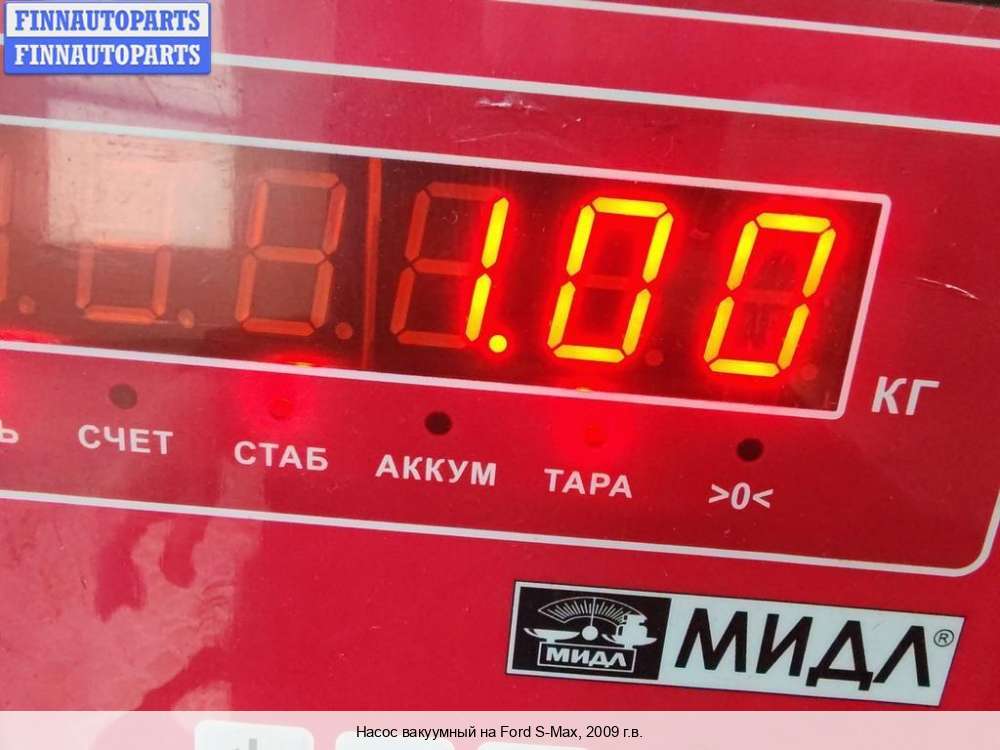 FINNAUTOPARTS
FINNAUTOPARTS
1.00
КГ
Ь СЧЕТ СТАБ АККУМ ТАРА >0<
МИДЛ МИДЛ®
Насос вакуумный на Ford S-Max, 2009 г.в.